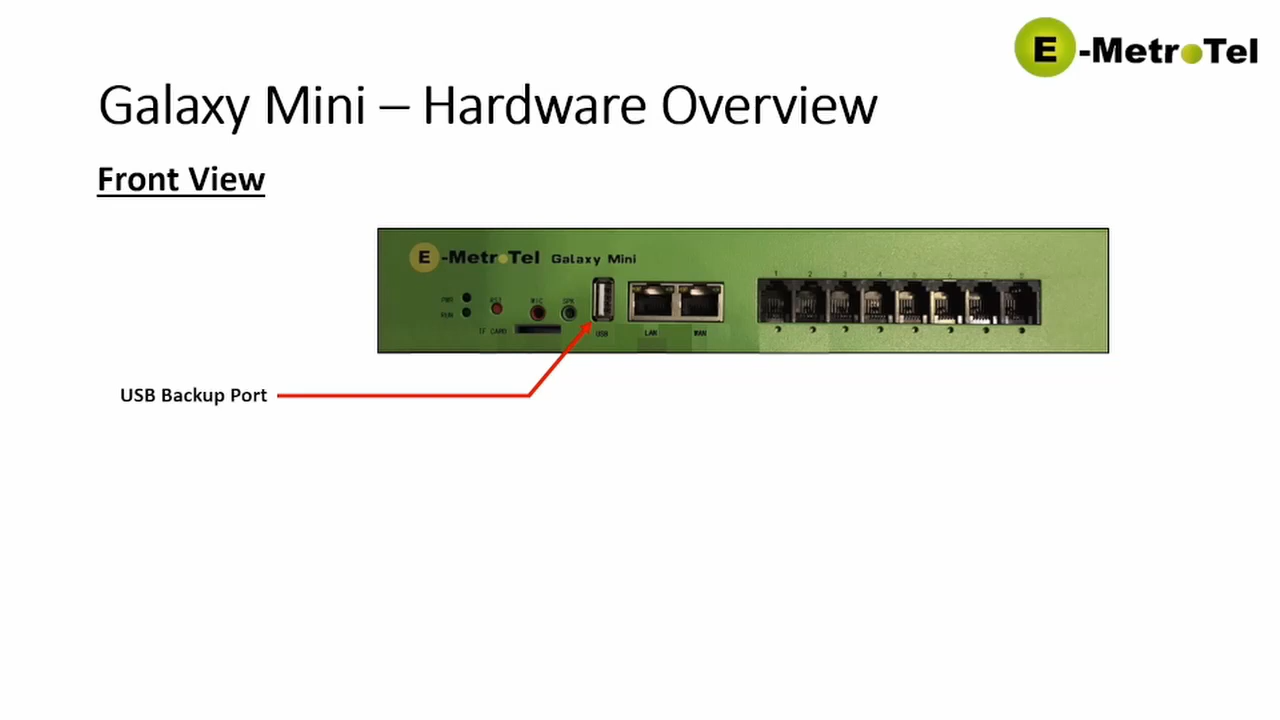 E-MetroTel
Galaxy Mini – Hardware Overview
Front View
E-MetroTel Galaxy Mini
1 2 3 4 5 6 7 8
PWR
RST
MIC
SPK
RUN
TF CARD
USB
LAN
WAN
USB Backup Port